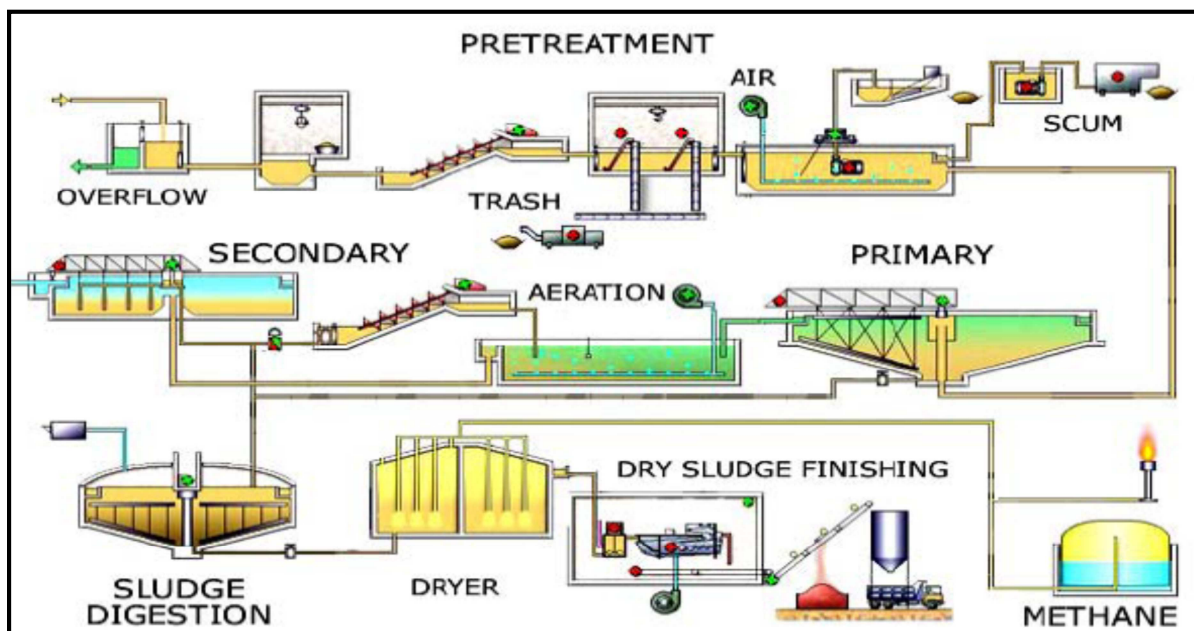 PRETREATMENT
AIR
SCUM
OVERFLOW
TRASH
SECONDARY
AERATION
PRIMARY
DRY SLUDGE FINISHING
SLUDGE
DIGESTION
DRYER
METHANE